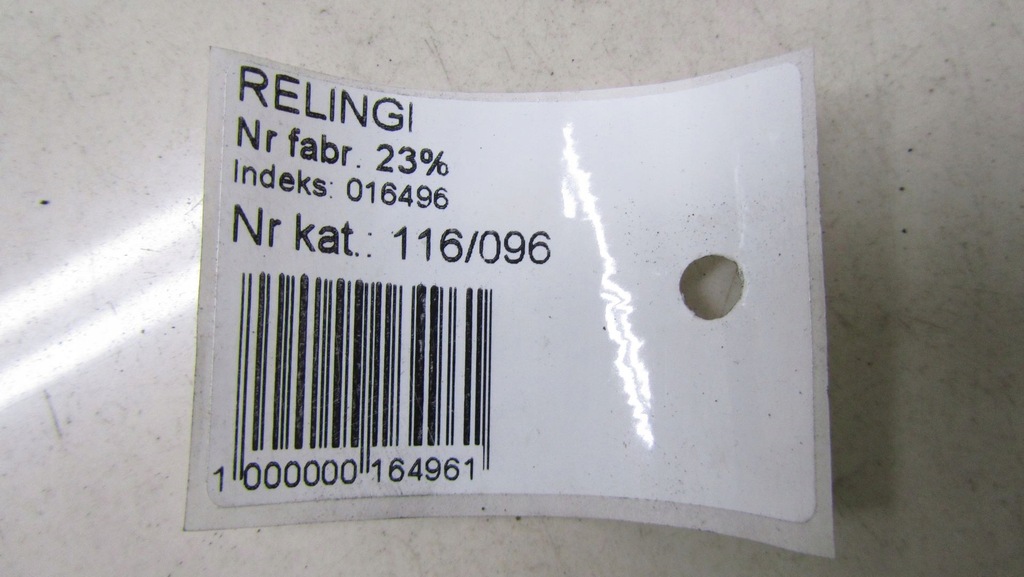 RELINGI
Nr fabr. 23%
Indeks: 016496
Nr kat.: 116/096
1 000000 164961